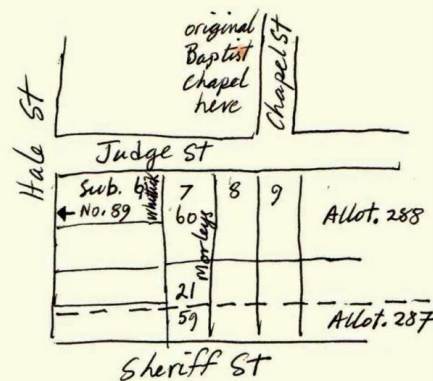 original
Baptist
chapel
here
Chapel St
Hale St
Judge St
Sub. 6
← No. 89
7
60
Morleys
8
9
Allot. 288
21
59
Allot. 287
Sheriff St